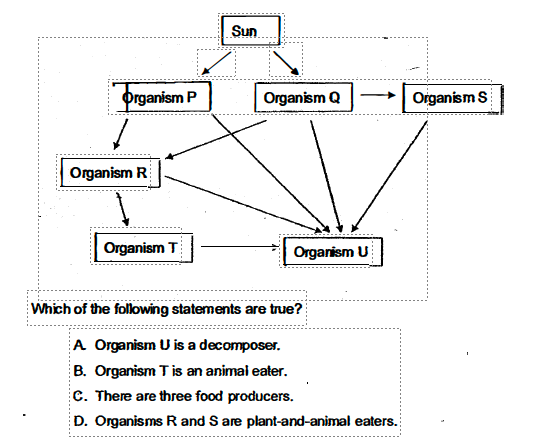 Sun
Organism P
Organism Q
Organism S
Organism R
Organism T
Organism U
Which of the following statements are true?
A. Organism U is a decomposer.
B. Organism T is an animal eater.
C. There are three food producers.
D. Organisms R and S are plant-and-animal eaters.